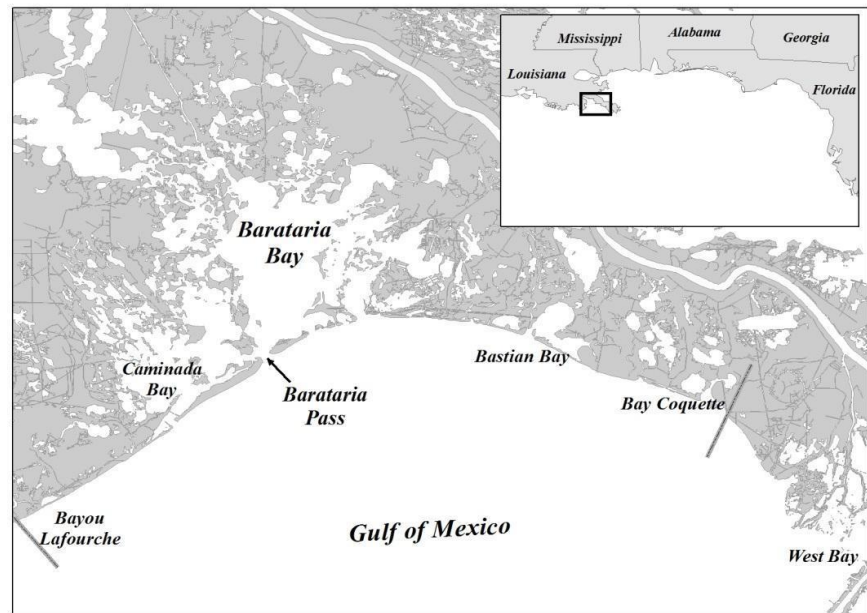 Mississippi
Alabama
Georgia
Louisiana
Florida
Barataria
Bay
Caminada
Bay
Barataria
Pass
Bastian Bay
Bay Coquette
Bayou
Lafourche
Gulf of Mexico
West Bay